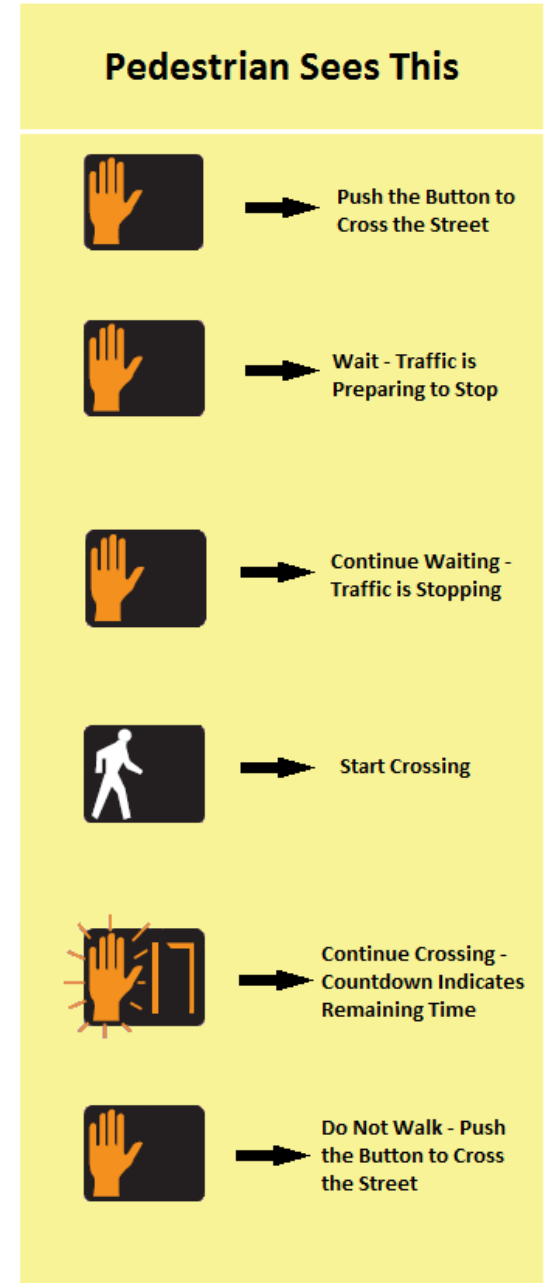 Pedestrian Sees This
Push the Button to
Cross the Street
Wait - Traffic is
Preparing to Stop
Continue Waiting -
Traffic is Stopping
Start Crossing
17
Continue Crossing -
Countdown Indicates
Remaining Time
Do Not Walk - Push
the Button to Cross
the Street